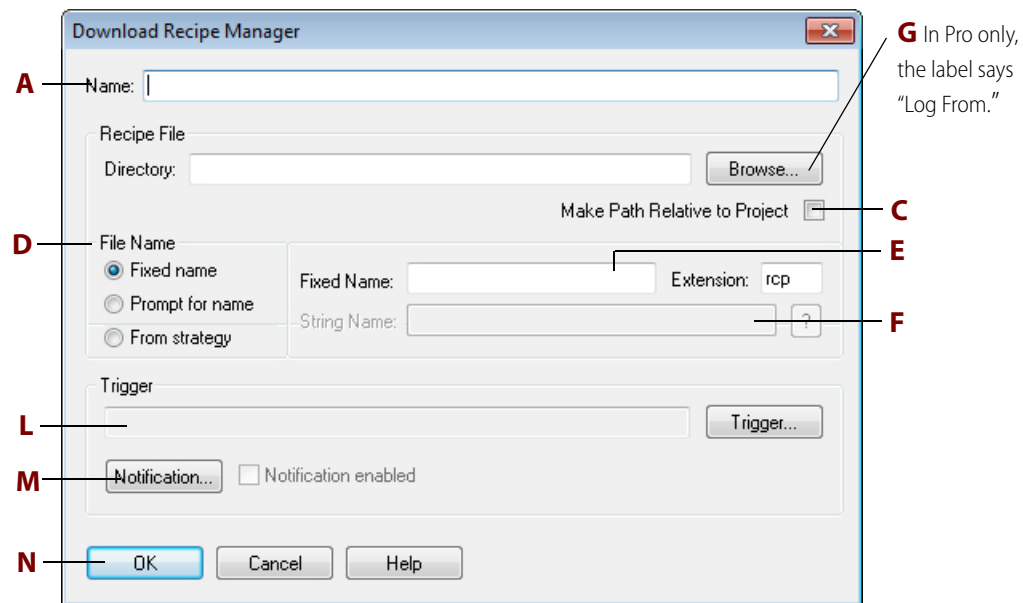 Download Recipe Manager
G In Pro only,
the label says
“Log From.”
A
Name:
Recipe File
Directory:
Browse...
Make Path Relative to Project
C
D
File Name
E
Fixed name
Fixed Name:
Extension: rcp
Prompt for name
String Name:
?
F
From strategy
Trigger
L
Trigger...
M
Notification...
Notification enabled
N
OK
Cancel
Help